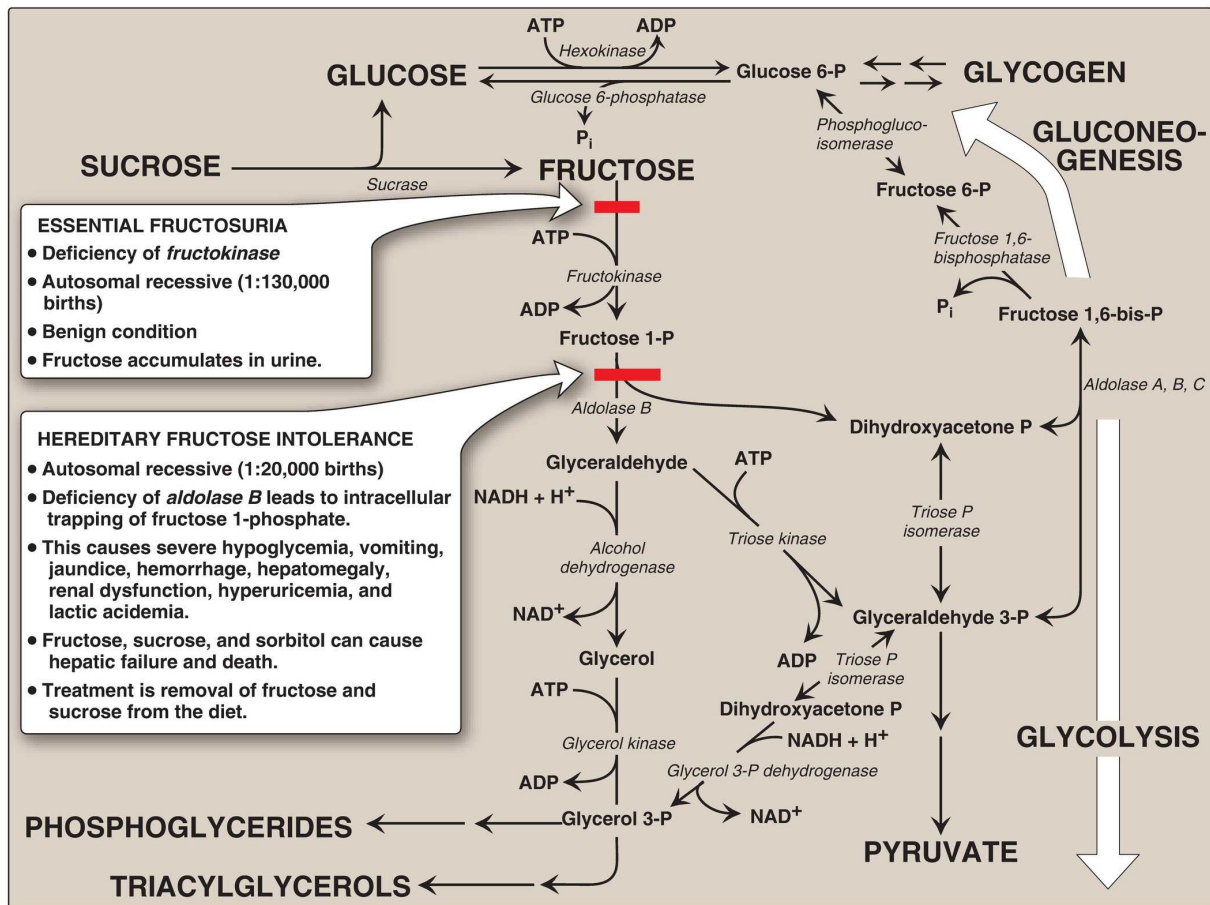 ATP
ADP
Hexokinase
GLUCOSE
Glucose 6-P
GLYCOGEN
Glucose 6-phosphatase
Pi
Phosphogluco-
isomerase
GLUCONEO-
GENESIS
SUCROSE
Sucrase
FRUCTOSE
Fructose 6-P
ESSENTIAL FRUCTOSURIA
• Deficiency of fructokinase
• Autosomal recessive (1:130,000
births)
• Benign condition
• Fructose accumulates in urine.
ATP
Fructokinase
ADP
Fructose 1,6-
bisphosphatase
Pi
Fructose 1,6-bis-P
Fructose 1-P
Aldolase A, B, C
Aldolase B
Dihydroxyacetone P
HEREDITARY FRUCTOSE INTOLERANCE
• Autosomal recessive (1:20,000 births)
• Deficiency of aldolase B leads to intracellular
trapping of fructose 1-phosphate.
• This causes severe hypoglycemia, vomiting,
jaundice, hemorrhage, hepatomegaly,
renal dysfunction, hyperuricemia, and
lactic acidemia.
• Fructose, sucrose, and sorbitol can cause
hepatic failure and death.
• Treatment is removal of fructose and
sucrose from the diet.
Glyceraldehyde
ATP
NADH + H+
Triose kinase
Triose P
isomerase
Alcohol
dehydrogenase
NAD+
Glyceraldehyde 3-P
ADP
Triose P
isomerase
Glycerol
ATP
Dihydroxyacetone P
NADH + H+
GLYCOLYSIS
Glycerol kinase
Glycerol 3-P dehydrogenase
ADP
NAD+
Glycerol 3-P
PHOSPHOGLYCERIDES
PYRUVATE
TRIACYLGLYCEROLS